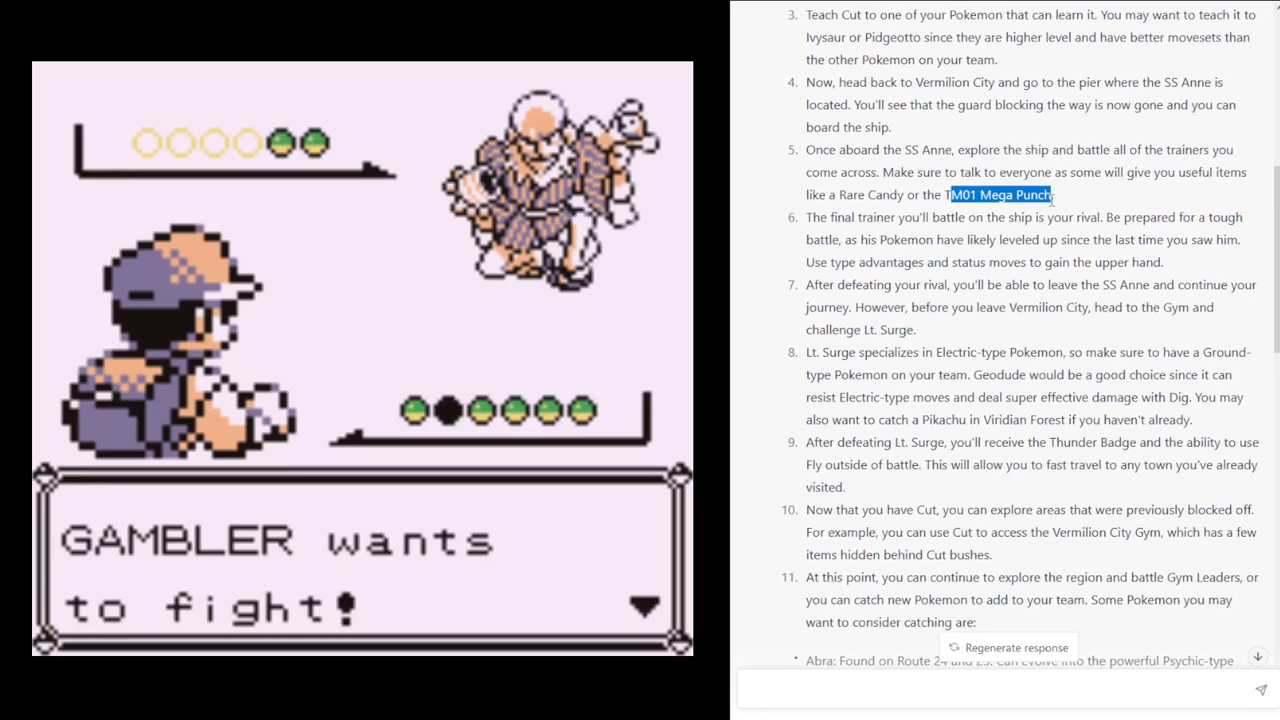 GAMBLER wants
to fight!
3. Teach Cut to one of your Pokemon that can learn it. You may want to teach it to
Ivysaur or Pidgeotto since they are higher level and have better movesets than
the other Pokemon on your team.
4. Now, head back to Vermilion City and go to the pier where the SS Anne is
located. You'll see that the guard blocking the way is now gone and you can
board the ship.
5. Once aboard the SS Anne, explore the ship and battle all of the trainers you
come across. Make sure to talk to everyone as some will give you useful items
like a Rare Candy or the TM01 Mega Punch.
6. The final trainer you'll battle on the ship is your rival. Be prepared for a tough
battle, as his Pokemon have likely leveled up since the last time you saw him.
Use type advantages and status moves to gain the upper hand.
7. After defeating your rival, you'll be able to leave the SS Anne and continue your
journey. However, before you leave Vermilion City, head to the Gym and
challenge Lt. Surge.
8. Lt. Surge specializes in Electric-type Pokemon, so make sure to have a Ground-
type Pokemon on your team. Geodude would be a good choice since it can
resist Electric-type moves and deal super effective damage with Dig. You may
also want to catch a Pikachu in Viridian Forest if you haven't already.
9. After defeating Lt. Surge, you'll receive the Thunder Badge and the ability to use
Fly outside of battle. This will allow you to fast travel to any town you've already
visited.
10. Now that you have Cut, you can explore areas that were previously blocked off.
For example, you can use Cut to access the Vermilion City Gym, which has a few
items hidden behind Cut bushes.
11. At this point, you can continue to explore the region and battle Gym Leaders, or
you can catch new Pokemon to add to your team. Some Pokemon you may
want to consider catching are:
Regenerate response
• Abra: Found on Route 24 and 25. Can evolve into the powerful Psychic-type